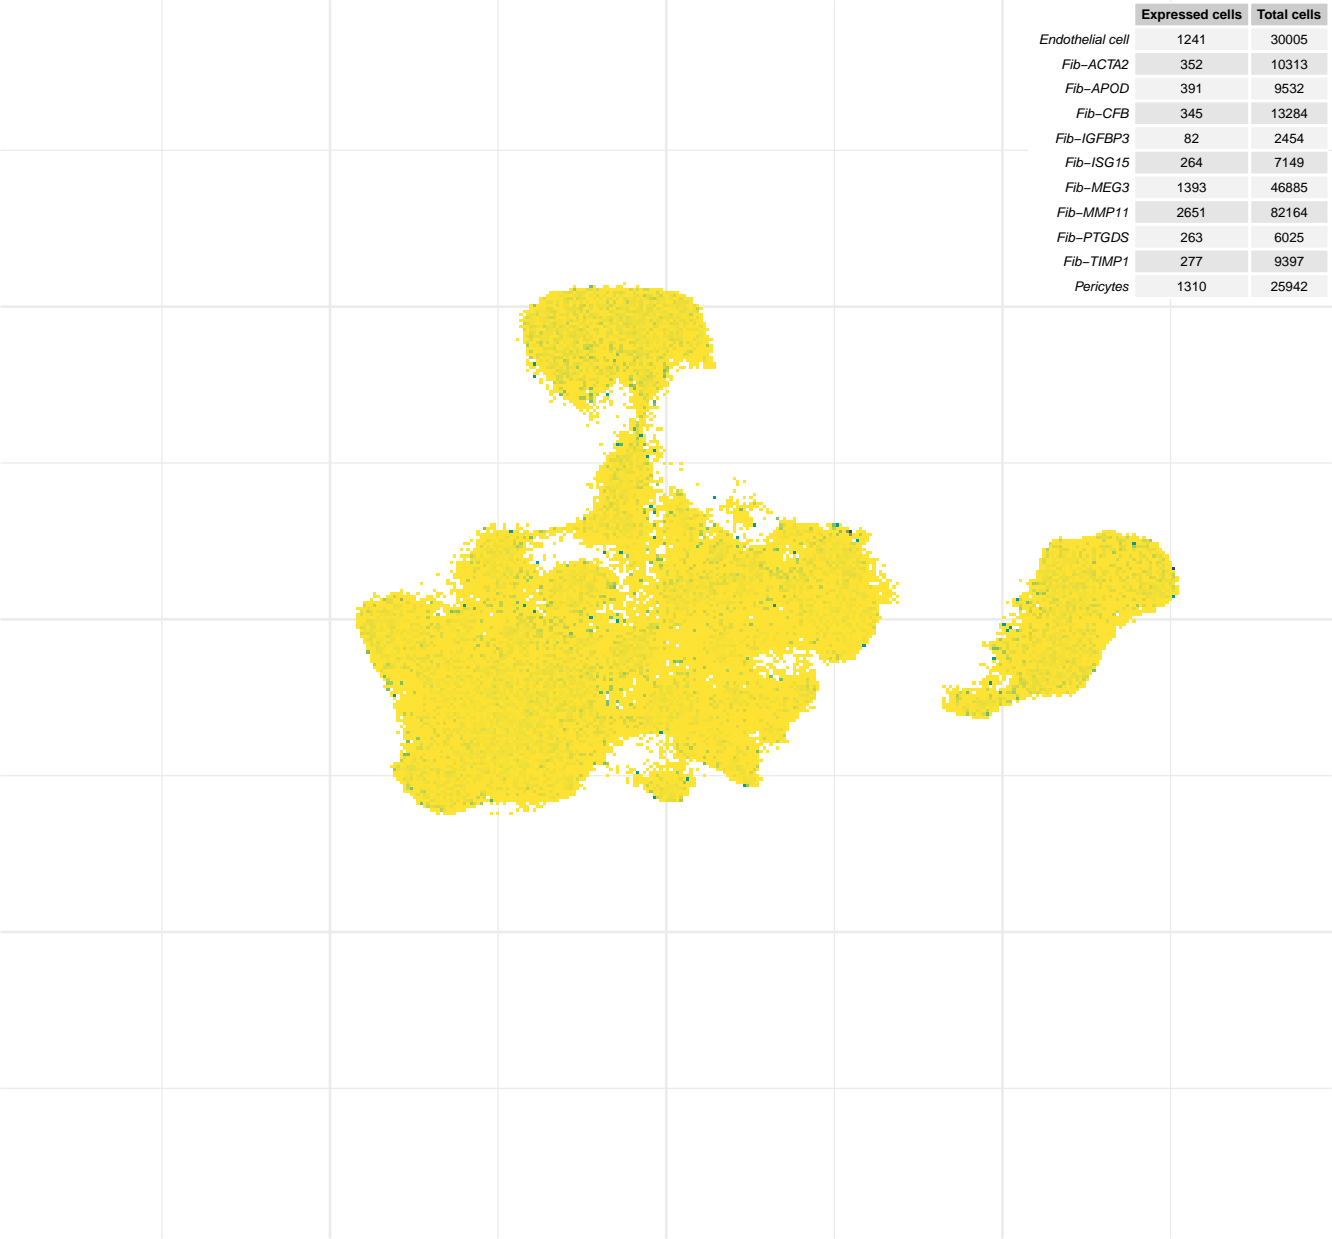 Expressed cells Total cells
Endothelial cell 1241 30005
Fib−ACTA2 352 10313
Fib−APOD 391 9532
Fib−CFB 345 13284
Fib−IGFBP3 82 2454
Fib−ISG15 264 7149
Fib−MEG3 1393 46885
Fib−MMP11 2651 82164
Fib−PTGDS 263 6025
Fib−TIMP1 277 9397
Pericytes 1310 25942